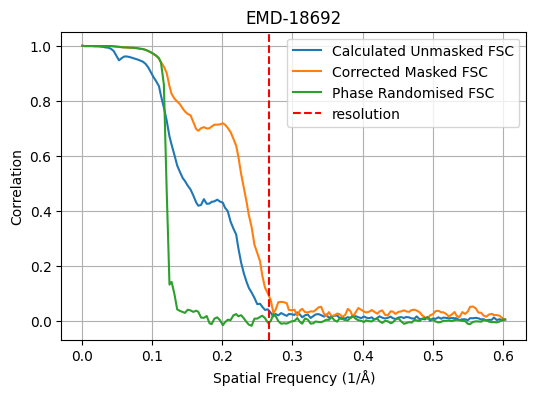 EMD-18692
Calculated Unmasked FSC
Corrected Masked FSC
Phase Randomised FSC
resolution
Correlation
1.0
0.8
0.6
0.4
0.2
0.0
0.0 0.1 0.2 0.3 0.4 0.5 0.6
Spatial Frequency (1/Å)